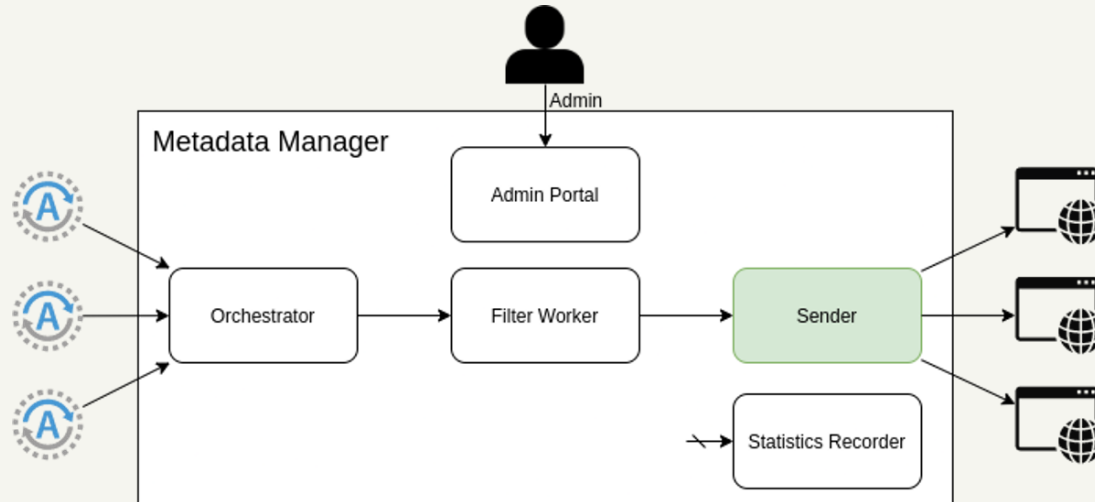 Admin
Metadata Manager
Admin Portal
A
Orchestrator
Filter Worker
Sender
A
A
Statistics Recorder